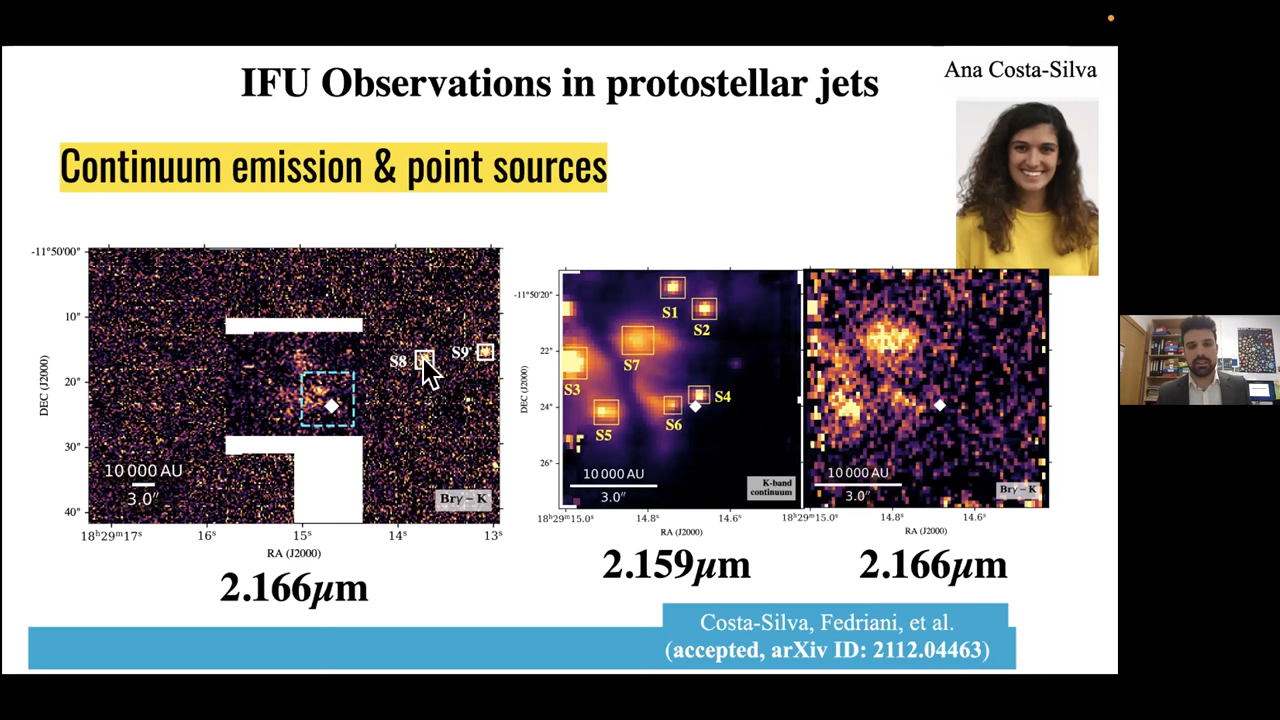 IFU Observations in protostellar jets
Ana Costa-Silva
Continuum emission & point sources
-11°50'00"
10"
20"
30"
40"
DEC (J2000)
S8
S9
10 000 AU
3.0″
Brγ – K
18ʰ29ᵐ17ˢ
16ˢ
15ˢ
14ˢ
13ˢ
RA (J2000)
2.166μm
-11°50'20"
22"
24"
26"
DEC (J2000)
S1
S2
S7
S3
S4
S5
S6
10 000 AU
3.0″
K-band
continuum
18ʰ29ᵐ15.0ˢ
14.8ˢ
14.6ˢ
RA (J2000)
2.159μm
10 000 AU
3.0″
Brγ – K
18ʰ29ᵐ15.0ˢ
14.8ˢ
14.6ˢ
RA (J2000)
2.166μm
Costa-Silva, Fedriani, et al.
(accepted, arXiv ID: 2112.04463)